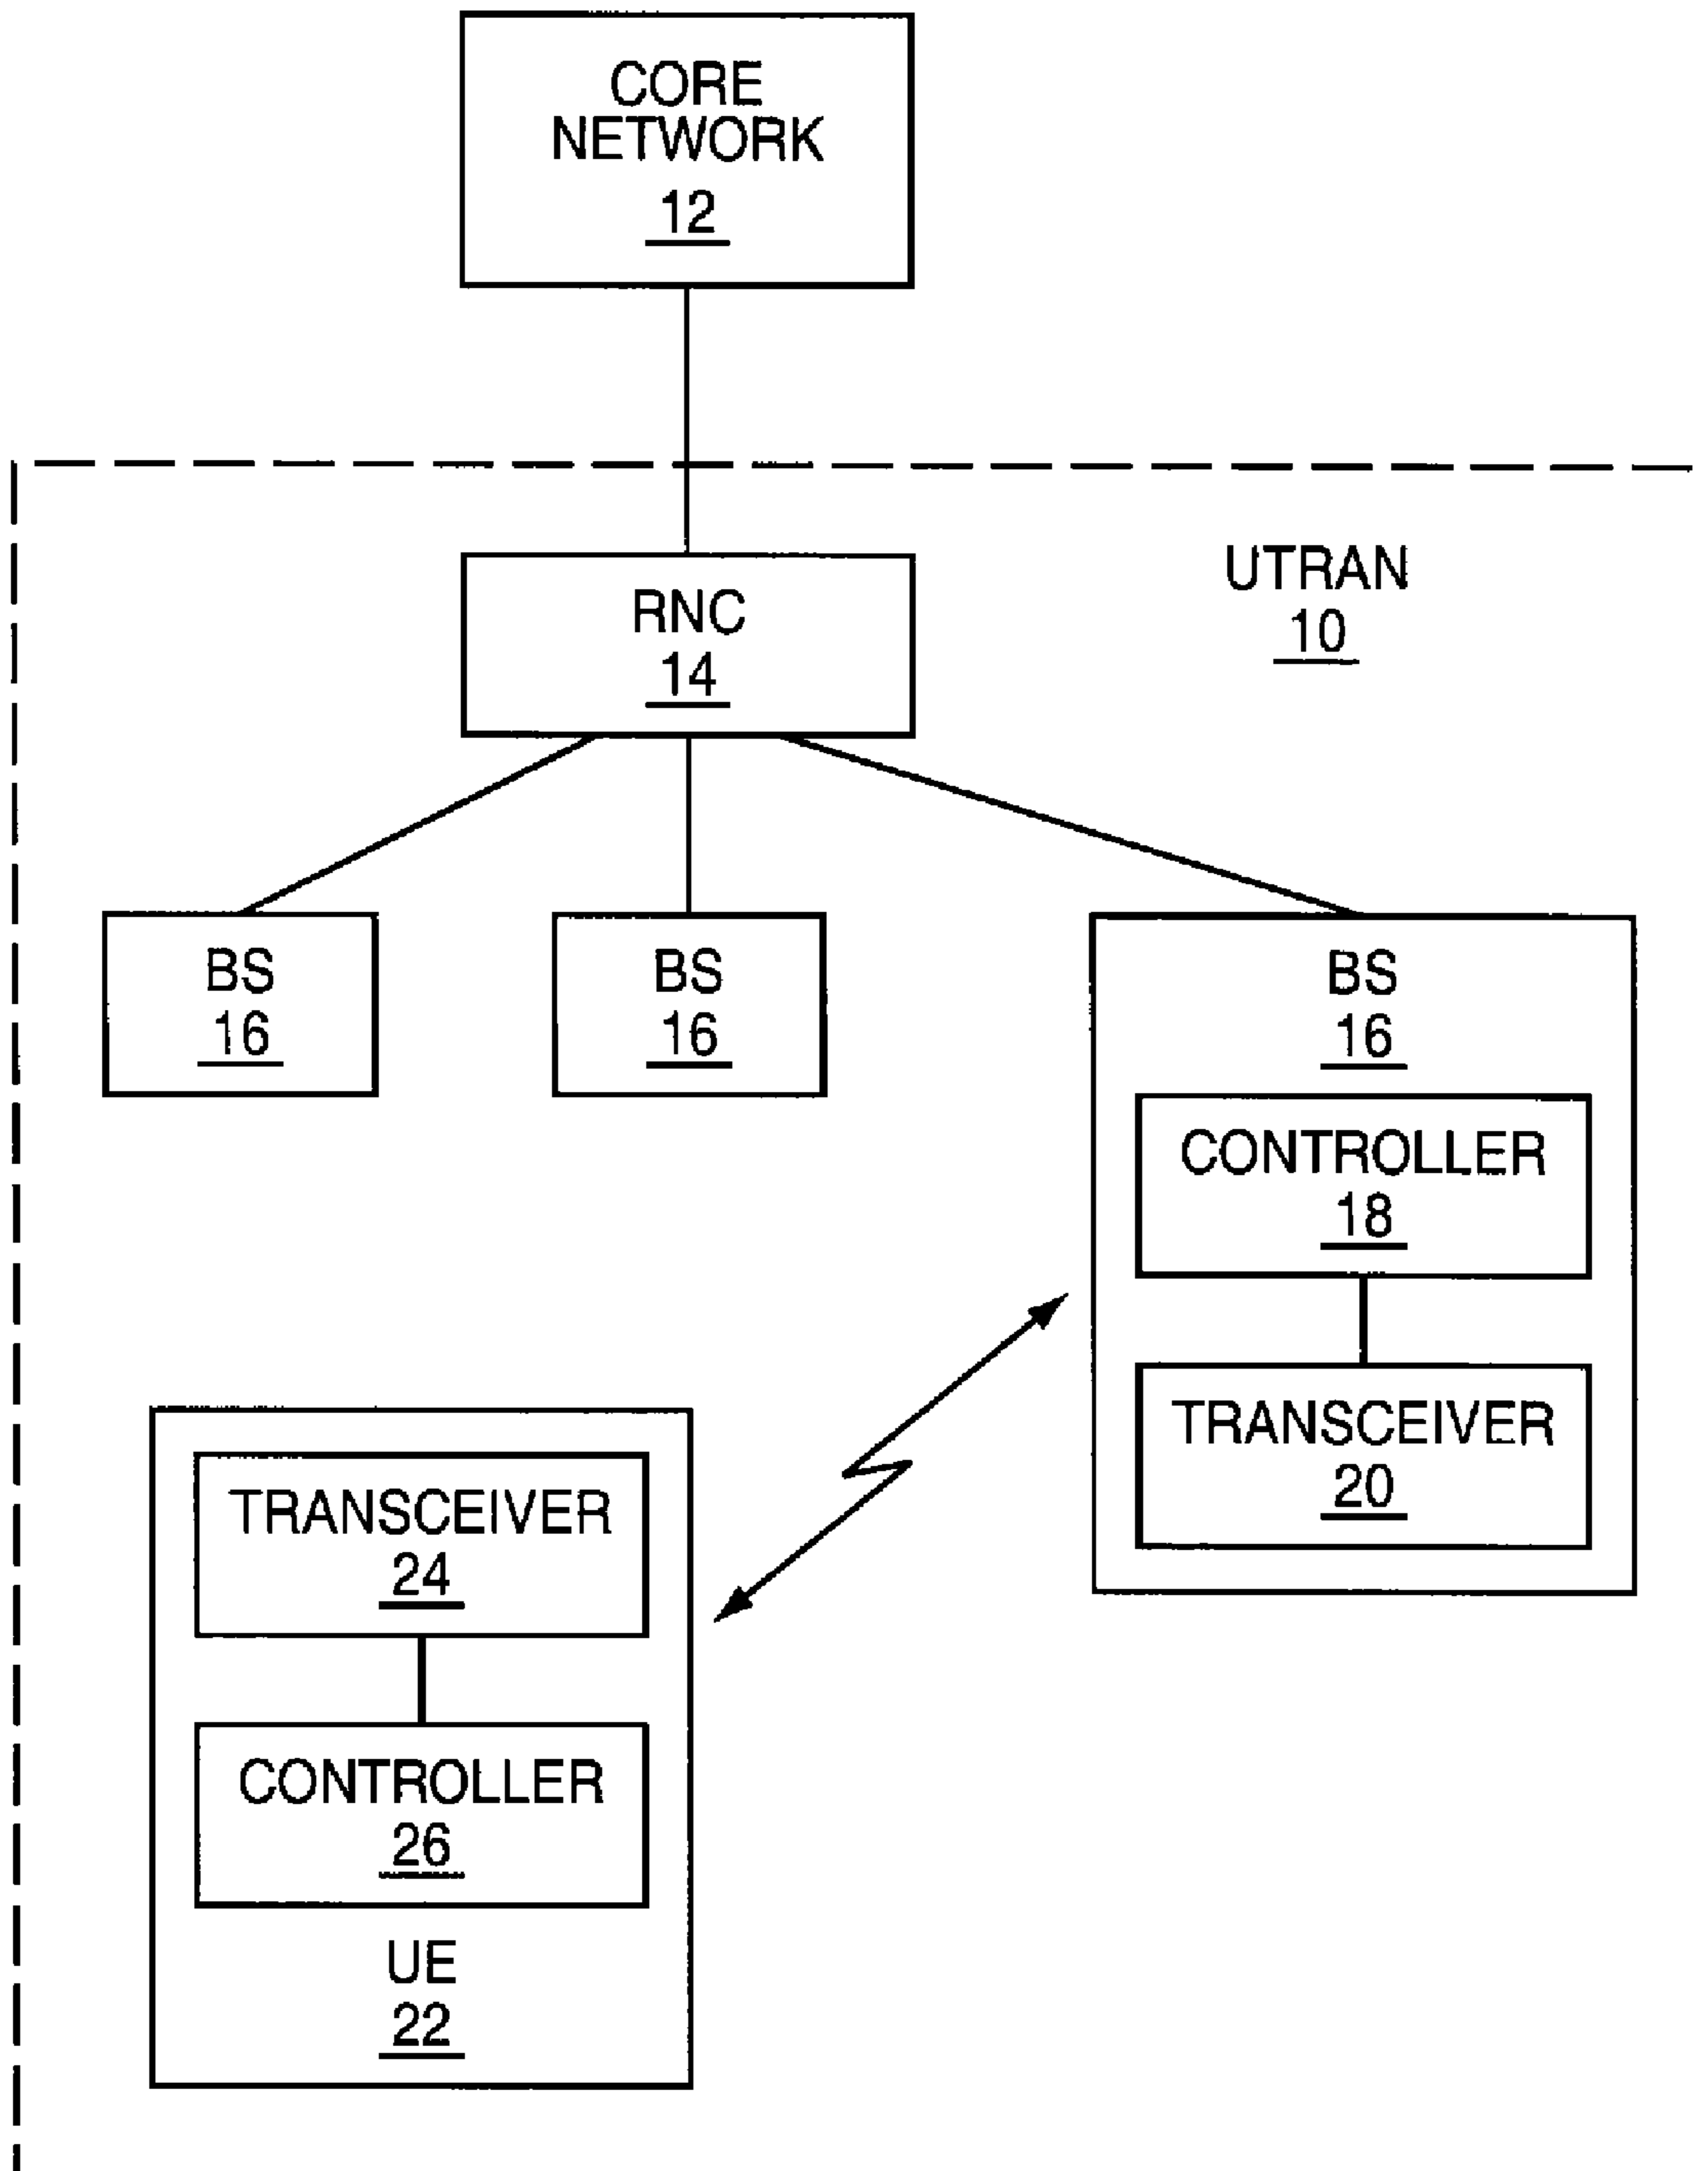 CORE
NETWORK
12
RNC
14
UTRAN
10
BS
16
BS
16
BS
16
CONTROLLER
18
TRANSCEIVER
20
TRANSCEIVER
24
CONTROLLER
26
UE
22